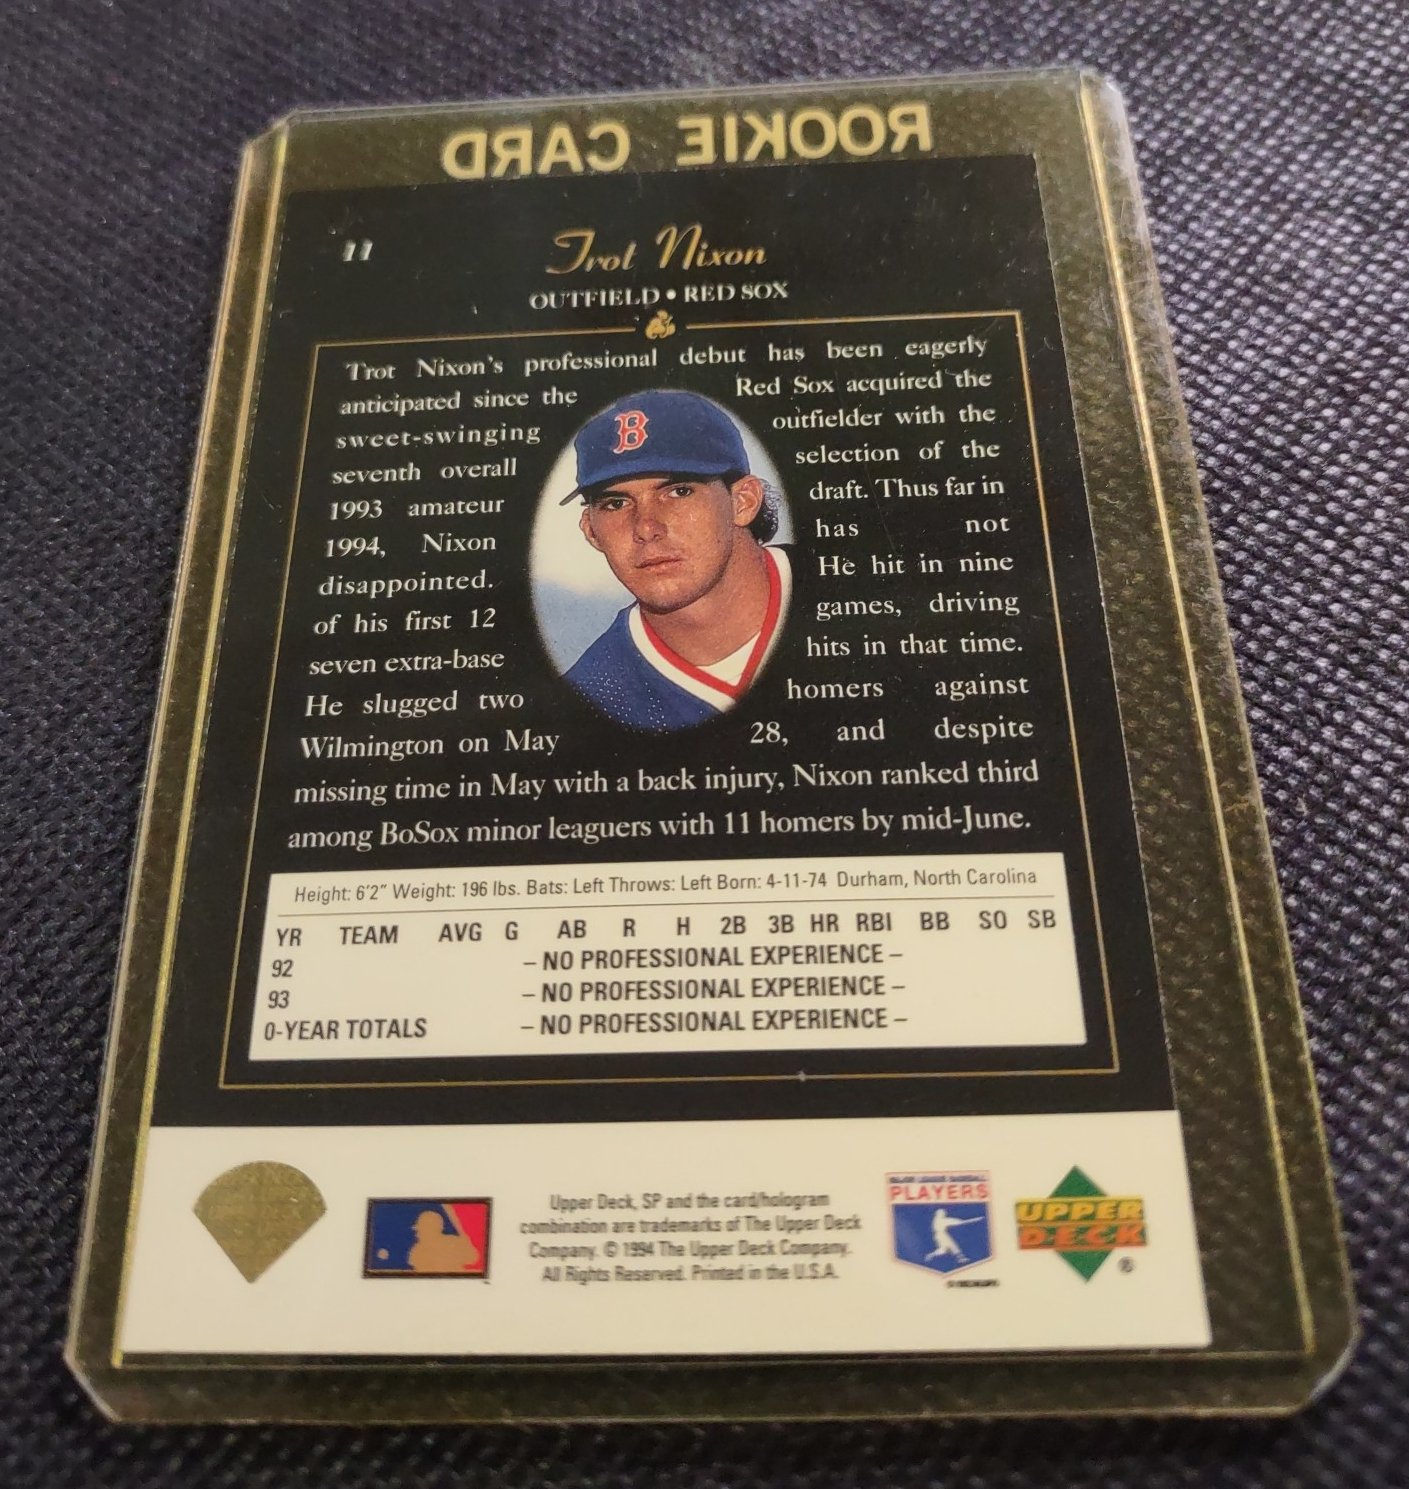 ROOKIE CARD
11
Trot Nixon
OUTFIELD • RED SOX
Trot Nixon's professional debut has been eagerly
anticipated since the Red Sox acquired the
sweet-swinging outfielder with the
seventh overall selection of the
1993 amateur draft. Thus far in
1994, Nixon has not
disappointed. He hit in nine
of his first 12 games, driving
seven extra-base hits in that time.
He slugged two homers against
Wilmington on May 28, and despite
missing time in May with a back injury, Nixon ranked third
among BoSox minor leaguers with 11 homers by mid-June.
Height: 6'2" Weight: 196 lbs. Bats: Left Throws: Left Born: 4-11-74 Durham, North Carolina
YR TEAM AVG G AB R H 2B 3B HR RBI BB SO SB
92 – NO PROFESSIONAL EXPERIENCE –
93 – NO PROFESSIONAL EXPERIENCE –
0-YEAR TOTALS – NO PROFESSIONAL EXPERIENCE –
Upper Deck, SP and the card/hologram
combination are trademarks of The Upper Deck
Company. © 1994 The Upper Deck Company.
All Rights Reserved. Printed in the U.S.A.
PLAYERS
UPPER
DECK
®
B